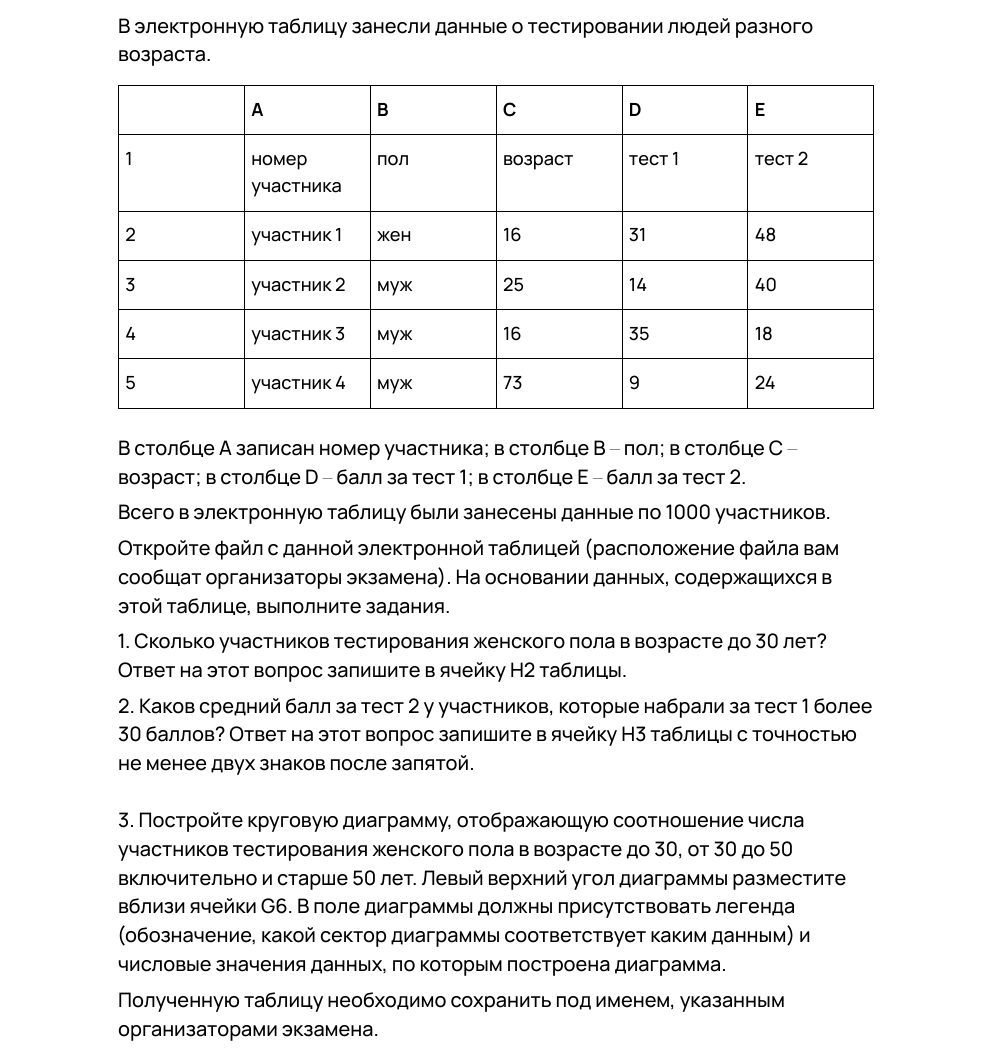 В электронную таблицу занесли данные о тестировании людей разного
возраста.
A B C D E
1 номер участника пол возраст тест 1 тест 2
2 участник 1 жен 16 31 48
3 участник 2 муж 25 14 40
4 участник 3 муж 16 35 18
5 участник 4 муж 73 9 24
В столбце A записан номер участника; в столбце B – пол; в столбце C –
возраст; в столбце D – балл за тест 1; в столбце E – балл за тест 2.
Всего в электронную таблицу были занесены данные по 1000 участников.
Откройте файл с данной электронной таблицей (расположение файла вам
сообщат организаторы экзамена). На основании данных, содержащихся в
этой таблице, выполните задания.
1. Сколько участников тестирования женского пола в возрасте до 30 лет?
Ответ на этот вопрос запишите в ячейку H2 таблицы.
2. Каков средний балл за тест 2 у участников, которые набрали за тест 1 более
30 баллов? Ответ на этот вопрос запишите в ячейку H3 таблицы с точностью
не менее двух знаков после запятой.
3. Постройте круговую диаграмму, отображающую соотношение числа
участников тестирования женского пола в возрасте до 30, от 30 до 50
включительно и старше 50 лет. Левый верхний угол диаграммы разместите
вблизи ячейки G6. В поле диаграммы должны присутствовать легенда
(обозначение, какой сектор диаграммы соответствует каким данным) и
числовые значения данных, по которым построена диаграмма.
Полученную таблицу необходимо сохранить под именем, указанным
организаторами экзамена.